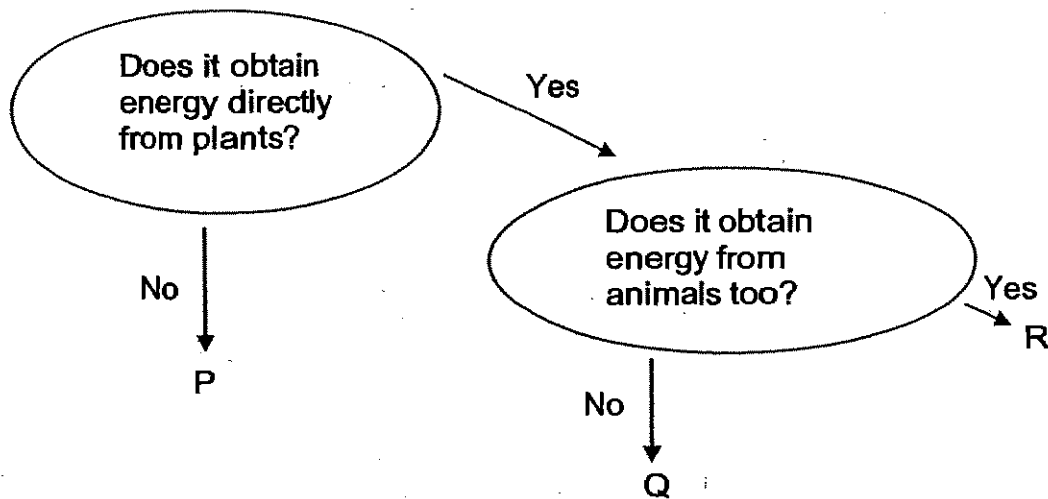 Does it obtain
energy directly
from plants?
Yes
Does it obtain
energy from
animals too?
No
Yes
R
P
No
Q